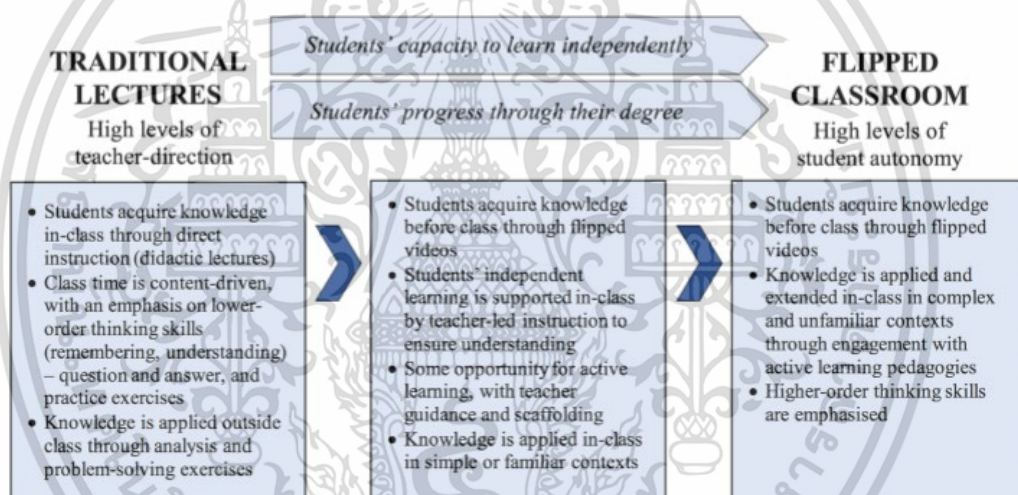 Students' capacity to learn independently
Students' progress through their degree
TRADITIONAL
LECTURES
High levels of
teacher-direction
FLIPPED
CLASSROOM
High levels of
student autonomy
• Students acquire knowledge
in-class through direct
instruction (didactic lectures)
• Class time is content-driven,
with an emphasis on lower-
order thinking skills
(remembering, understanding)
– question and answer, and
practice exercises
• Knowledge is applied outside
class through analysis and
problem-solving exercises
• Students acquire knowledge
before class through flipped
videos
• Students' independent
learning is supported in-class
by teacher-led instruction to
ensure understanding
• Some opportunity for active
learning, with teacher
guidance and scaffolding
• Knowledge is applied in-class
in simple or familiar contexts
• Students acquire knowledge
before class through flipped
videos
• Knowledge is applied and
extended in-class in complex
and unfamiliar contexts
through engagement with
active learning pedagogies
• Higher-order thinking skills
are emphasised